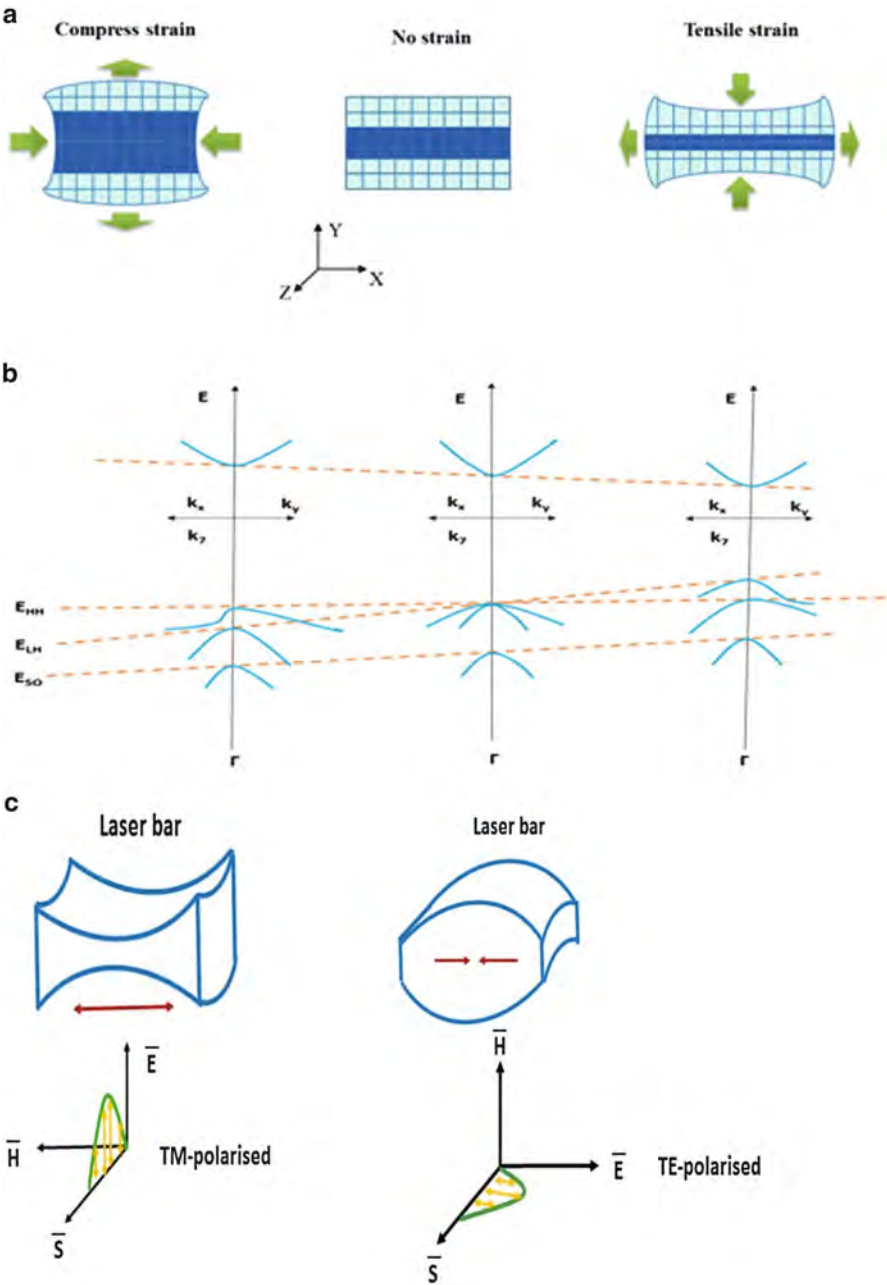 a
Compress strain
No strain
Tensile strain
Y
Z
X
b
E
E
E
kx
ky
kx
ky
kx
ky
kz
kz
kz
EHH
ELH
ESO
Γ
Γ
Γ
c
Laser bar
Laser bar
E
H
TM-polarised
S
H
E
TE-polarised
S